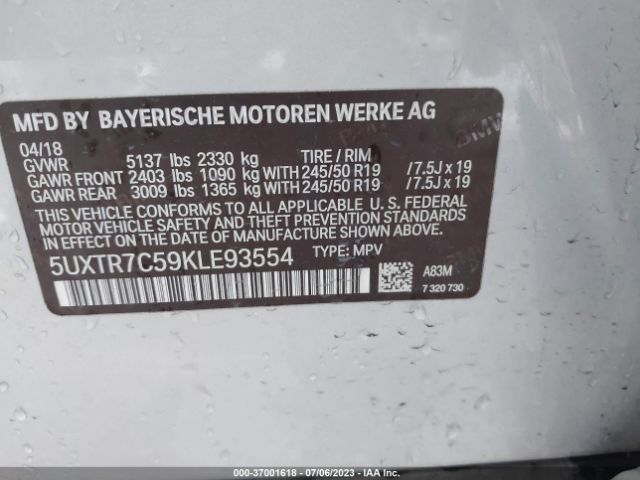 MFD BY BAYERISCHE MOTOREN WERKE AG
04/18
GVWR 5137 lbs 2330 kg TIRE / RIM
GAWR FRONT 2403 lbs 1090 kg WITH 245/50 R19 /7.5J x 19
GAWR REAR 3009 lbs 1365 kg WITH 245/50 R19 /7.5J x 19
THIS VEHICLE CONFORMS TO ALL APPLICABLE U. S. FEDERAL
MOTOR VEHICLE SAFETY AND THEFT PREVENTION STANDARDS
IN EFFECT ON THE DATE OF MANUFACTURE SHOWN ABOVE.
5UXTR7C59KLE93554 TYPE: MPV
A83M
7 320 730
000-37001618 - 07/06/2023 - IAA Inc.